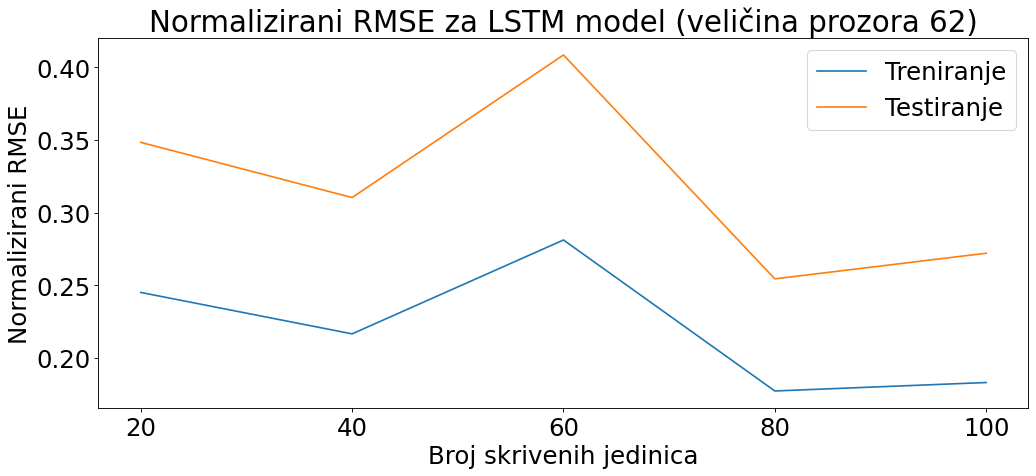 Normalizirani RMSE za LSTM model (veličina prozora 62)
Normalizirani RMSE
0.40
0.35
0.30
0.25
0.20
Treniranje
Testiranje
20 40 60 80 100
Broj skrivenih jedinica